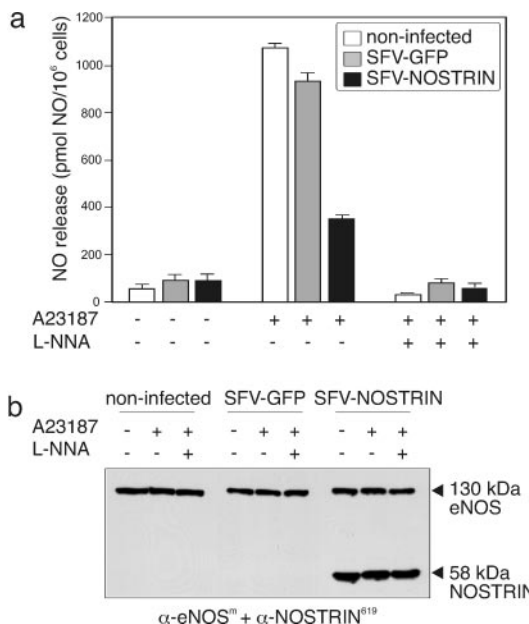 a
1200
1000
800
600
400
200
0
NO release (pmol NO/10⁶ cells)
non-infected
SFV-GFP
SFV-NOSTRIN
A23187 - - - + + + + + +
L-NNA - - - - - - + + +
b
non-infected SFV-GFP SFV-NOSTRIN
A23187 - + + - + + - + +
L-NNA + + +
130 kDa
eNOS
58 kDa
NOSTRIN
α-eNOSᵐ + α-NOSTRIN⁶¹⁹